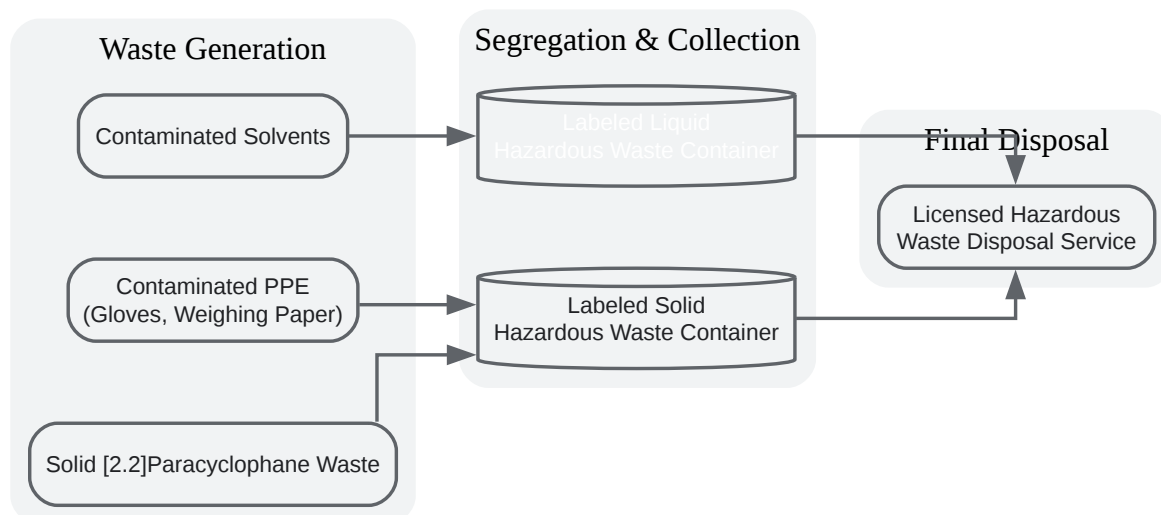 Waste Generation
Contaminated Solvents
Contaminated PPE
(Gloves, Weighing Paper)
Solid [2.2]Paracyclophane Waste
Segregation & Collection
Labeled Liquid
Hazardous Waste Container
Labeled Solid
Hazardous Waste Container
Final Disposal
Licensed Hazardous
Waste Disposal Service